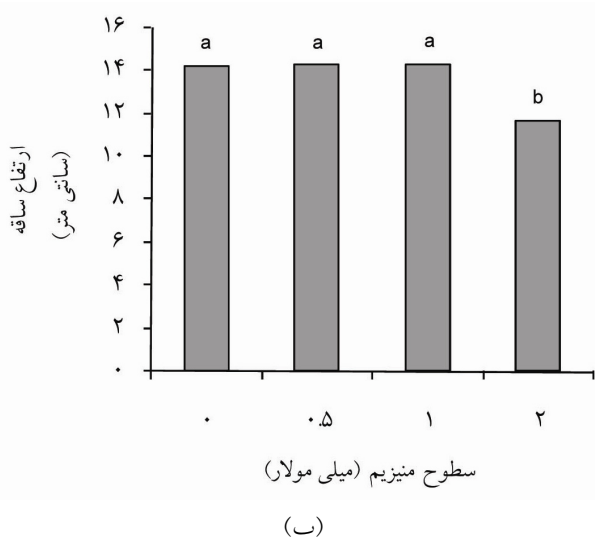 ۱۶
۱۴
۱۲
۱۰
۸
۶
۴
۲
۰
ارتفاع ساقه
(سانتی متر)
a
a
a
b
۰
۰.۵
۱
۲
سطوح منیزیم (میلی مولار)
(ب)